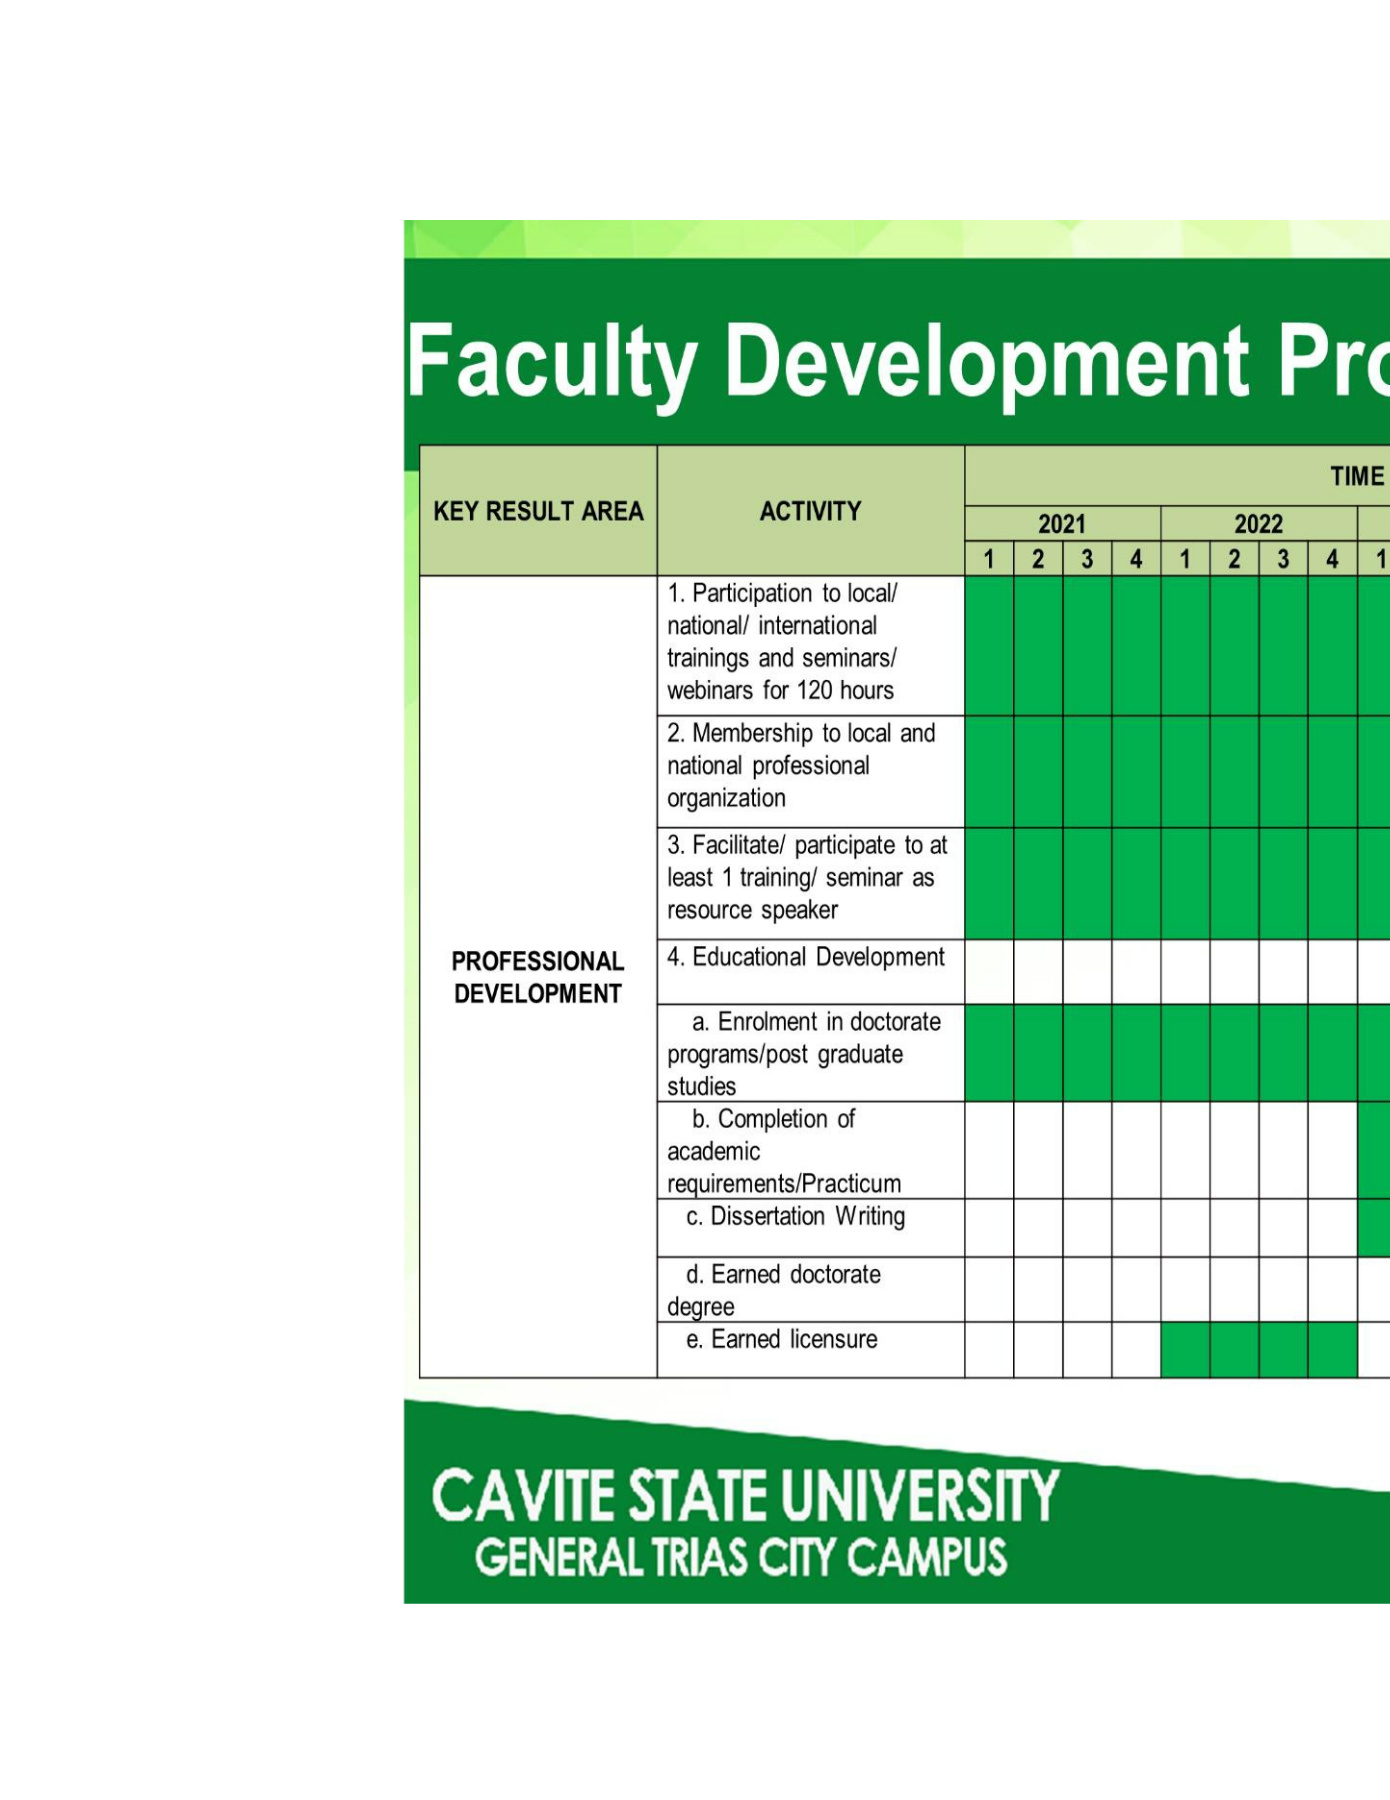 Faculty Development
KEY RESULT AREA
ACTIVITY
TIME
2021
2022
1 2 3 4 1 2 3 4 1
PROFESSIONAL
DEVELOPMENT
1. Participation to local/
national/ international
trainings and seminars/
webinars for 120 hours
2. Membership to local and
national professional
organization
3. Facilitate/ participate to at
least 1 training/ seminar as
resource speaker
4. Educational Development
a. Enrolment in doctorate
programs/post graduate
studies
b. Completion of
academic
requirements/Practicum
c. Dissertation Writing
d. Earned doctorate
degree
e. Earned licensure
CAVITE STATE UNIVERSITY
GENERAL TRIAS CITY CAMPUS